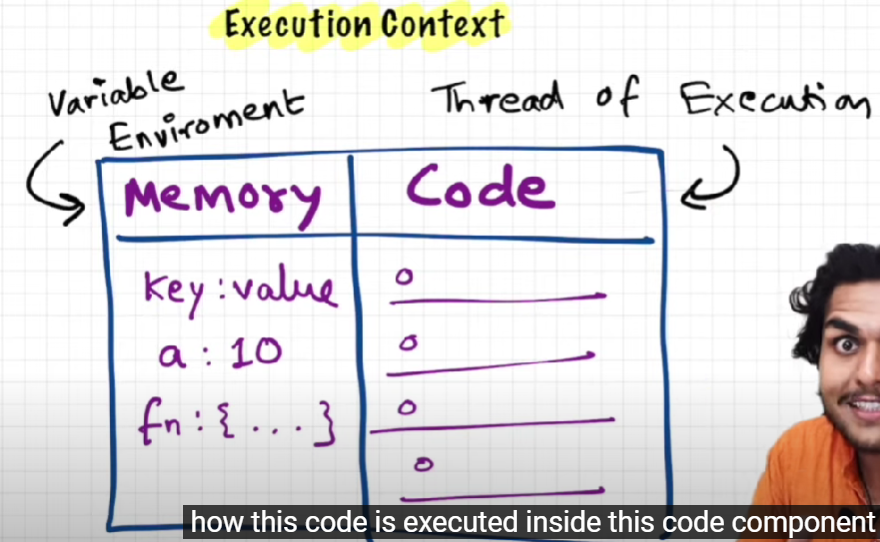 Execution Context
Variable
Enviroment
Thread of Execution
Memory
Code
key : value
a : 10
fn : { . . . }
how this code is executed inside this code component